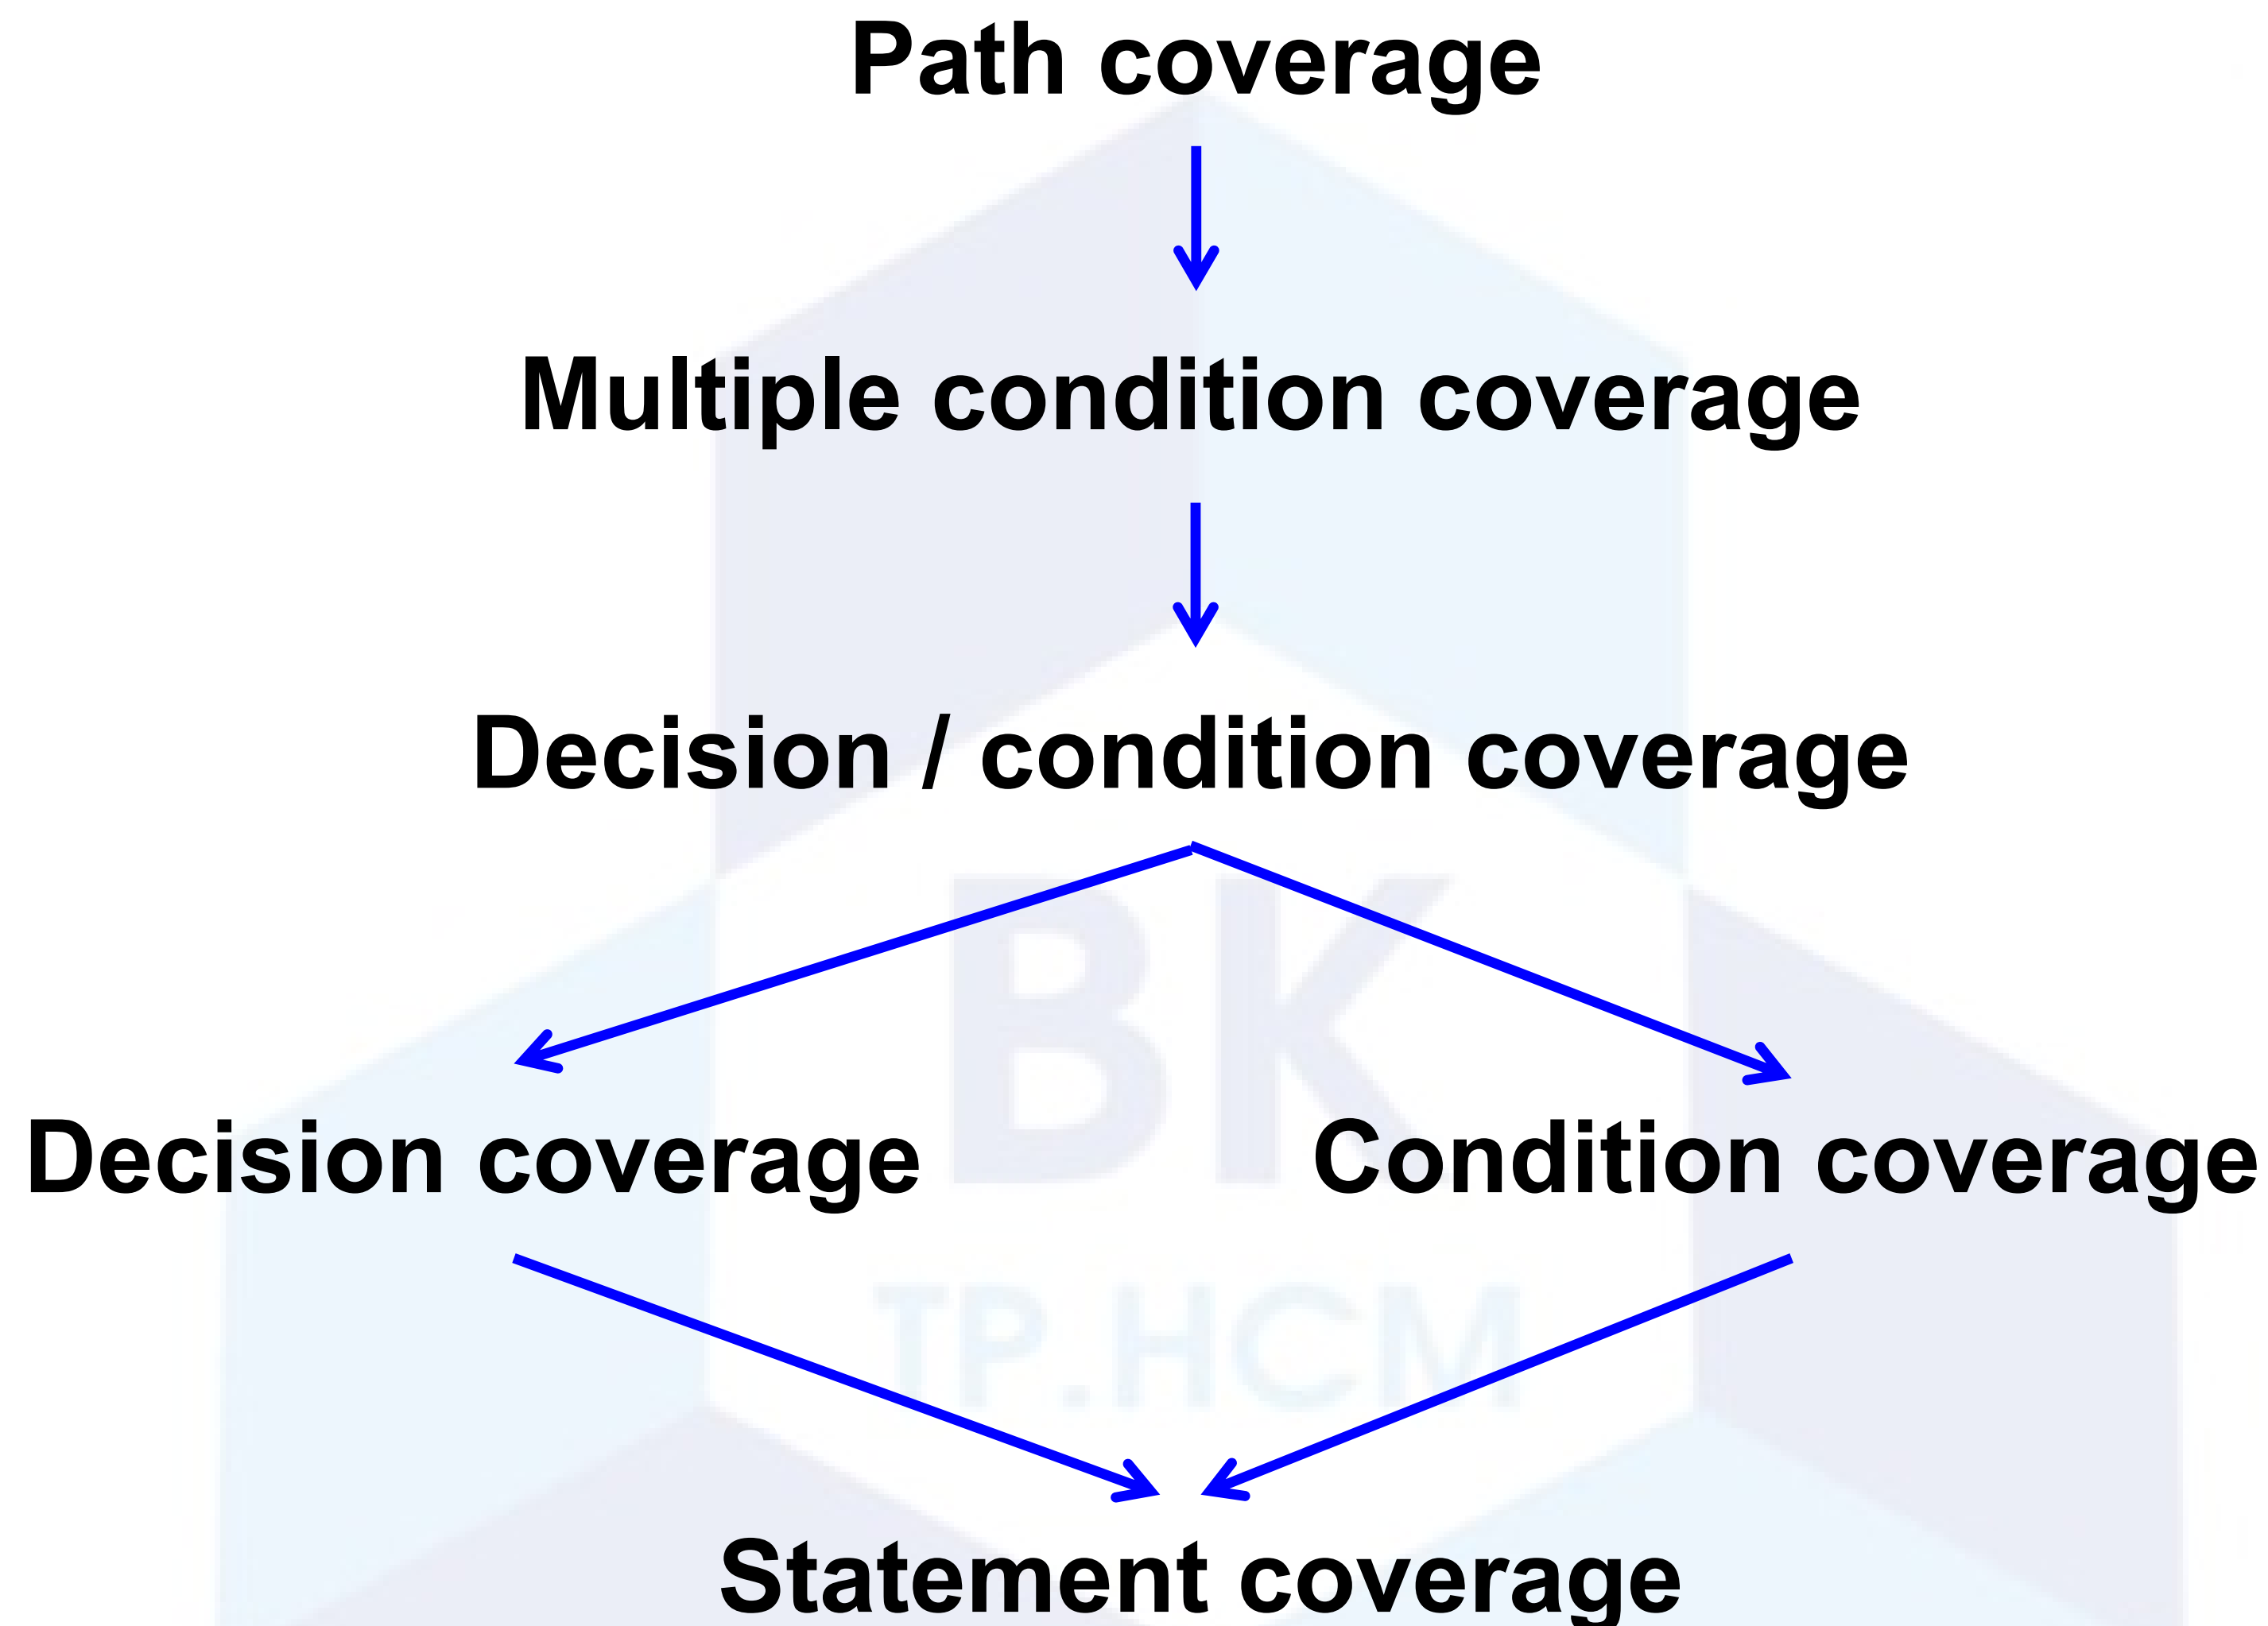 Path coverage
Multiple condition coverage
Decision / condition coverage
BK
Decision coverage
Condition coverage
TP.HCM
Statement coverage